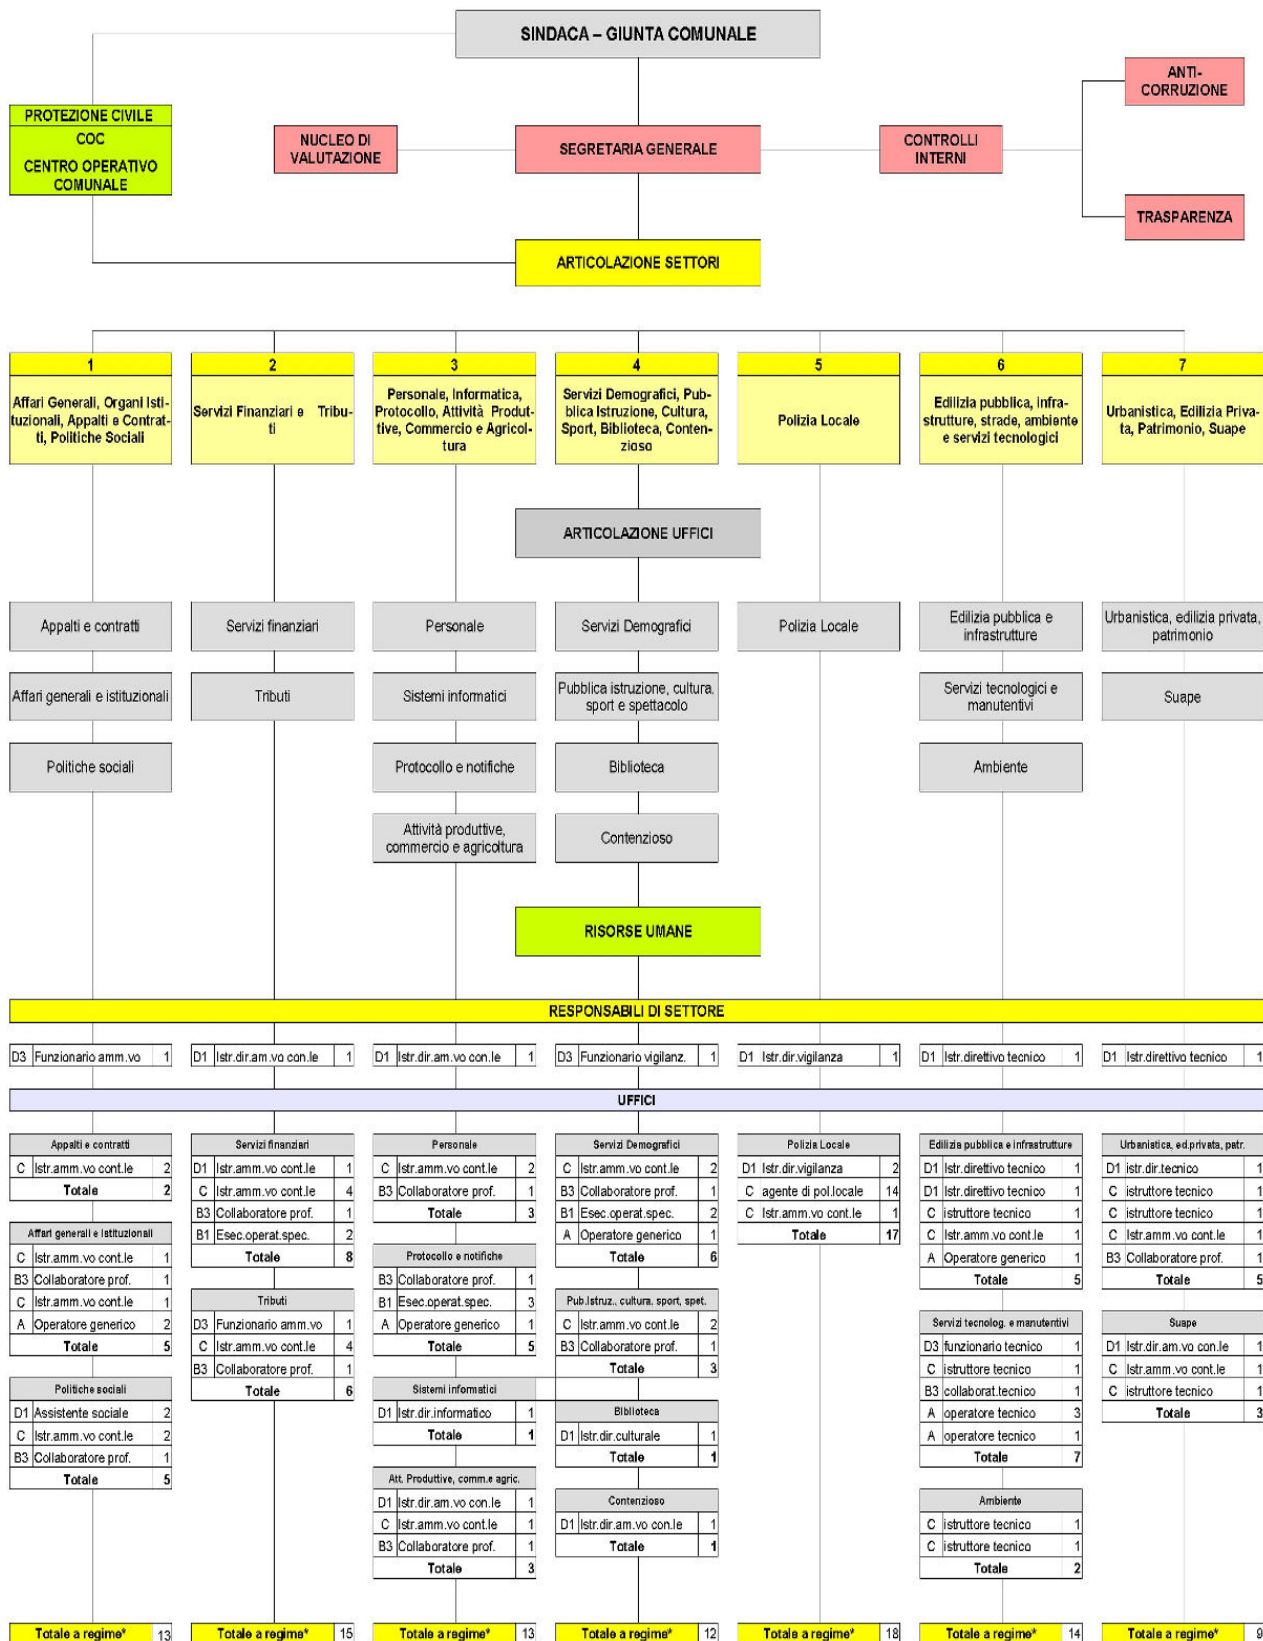 SINDACA – GIUNTA COMUNALE
PROTEZIONE CIVILE
COC
CENTRO OPERATIVO
COMUNALE
NUCLEO DI
VALUTAZIONE
SEGRETARIA GENERALE
CONTROLLI
INTERNI
ANTI-
CORRUZIONE
TRASPARENZA
ARTICOLAZIONE SETTORI
1
Affari Generali, Organi Isti-
tuzionali, Appalti e Contrat-
ti, Politiche Sociali
2
Servizi Finanziari e Tribu-
ti
3
Personale, Informatica,
Protocollo, Attività Produt-
tive, Commercio e Agricol-
tura
4
Servizi Demografici, Pub-
blica Istruzione, Cultura,
Sport, Biblioteca, Conten-
zioso
5
Polizia Locale
6
Edilizia pubblica, infra-
strutture, strade, ambiente
e servizi tecnologici
7
Urbanistica, Edilizia Priva-
ta, Patrimonio, Suape
ARTICOLAZIONE UFFICI
Appalti e contratti
Affari generali e istituzionali
Politiche sociali
Servizi finanziari
Tributi
Personale
Sistemi informatici
Protocollo e notifiche
Attività produttive,
commercio e agricoltura
Servizi Demografici
Pubblica istruzione, cultura,
sport e spettacolo
Biblioteca
Contenzioso
Polizia Locale
Edilizia pubblica e
infrastrutture
Servizi tecnologici e
manutentivi
Ambiente
Urbanistica, edilizia privata,
patrimonio
Suape
RISORSE UMANE
RESPONSABILI DI SETTORE
D3 Funzionario amm.vo 1
D1 Istr.dir.am.vo con.le 1
D1 Istr.dir.am.vo con.le 1
D3 Funzionario vigilanz. 1
D1 Istr.dir.vigilanza 1
D1 Istr.direttivo tecnico 1
D1 Istr.direttivo tecnico 1
UFFICI
Appalti e contratti
C Istr.amm.vo cont.le 2
Totale 2
Affari generali e istituzionali
C Istr.amm.vo cont.le 1
B3 Collaboratore prof. 1
C Istr.amm.vo cont.le 1
A Operatore generico 2
Totale 5
Politiche sociali
D1 Assistente sociale 2
C Istr.amm.vo cont.le 2
B3 Collaboratore prof. 1
Totale 5
Servizi finanziari
D1 Istr.amm.vo cont.le 1
C Istr.amm.vo cont.le 4
B3 Collaboratore prof. 1
B1 Esec.operat.spec. 2
Totale 8
Tributi
D3 Funzionario amm.vo 1
C Istr.amm.vo cont.le 4
B3 Collaboratore prof. 1
Totale 6
Personale
C Istr.amm.vo cont.le 2
B3 Collaboratore prof. 1
Totale 3
Protocollo e notifiche
B3 Collaboratore prof. 1
B1 Esec.operat.spec. 3
A Operatore generico 1
Totale 5
Sistemi informatici
D1 Istr.dir.informatico 1
Totale 1
Att. Produttive, comm.e agric.
D1 Istr.dir.am.vo con.le 1
C Istr.amm.vo cont.le 1
B3 Collaboratore prof. 1
Totale 3
Servizi Demografici
C Istr.amm.vo cont.le 2
B3 Collaboratore prof. 1
B1 Esec.operat.spec. 2
A Operatore generico 1
Totale 6
Pub.Istruz., cultura, sport, spet.
C Istr.amm.vo cont.le 2
B3 Collaboratore prof. 1
Totale 3
Biblioteca
D1 Istr.dir.culturale 1
Totale 1
Contenzioso
D1 Istr.dir.am.vo con.le 1
Totale 1
Polizia Locale
D1 Istr.dir.vigilanza 2
C agente di pol.locale 14
C Istr.amm.vo cont.le 1
Totale 17
Edilizia pubblica e infrastrutture
D1 Istr.direttivo tecnico 1
D1 Istr.direttivo tecnico 1
C istruttore tecnico 1
C Istr.amm.vo cont.le 1
A Operatore generico 1
Totale 5
Servizi tecnolog. e manutentivi
D3 funzionario tecnico 1
C istruttore tecnico 1
B3 collaborat.tecnico 1
A operatore tecnico 3
A operatore tecnico 1
Totale 7
Ambiente
C istruttore tecnico 1
C istruttore tecnico 1
Totale 2
Urbanistica, ed.privata, patr.
D1 istr.dir.tecnico 1
C istruttore tecnico 1
C istruttore tecnico 1
C Istr.amm.vo cont.le 1
B3 Collaboratore prof. 1
Totale 5
Suape
D1 Istr.dir.am.vo con.le 1
C Istr.amm.vo cont.le 1
C istruttore tecnico 1
Totale 3
Totale a regime* 13
Totale a regime* 15
Totale a regime* 13
Totale a regime* 12
Totale a regime* 18
Totale a regime* 14
Totale a regime* 9